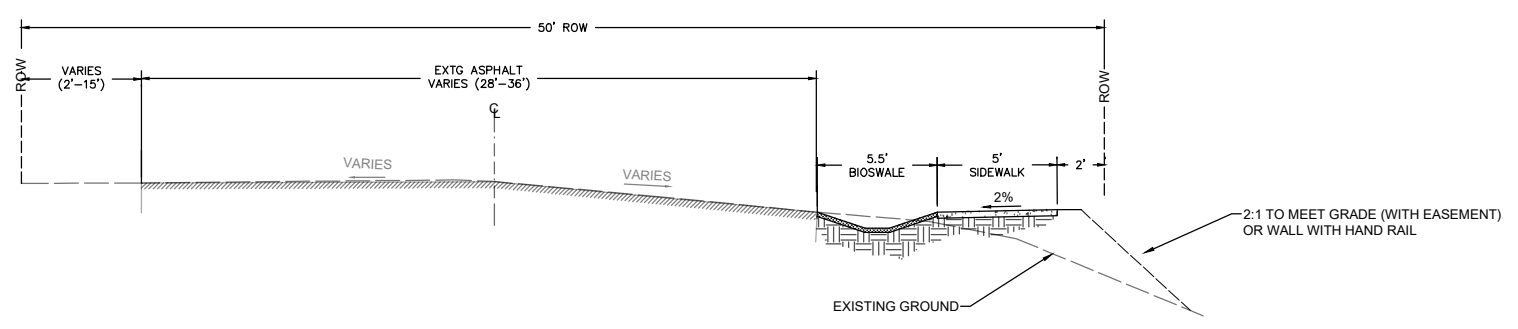 50' ROW
ROW
VARIES
(2'-15')
EXTG ASPHALT
VARIES (28'-36')
ROW
℄
VARIES
VARIES
5.5'
BIOSWALE
5'
SIDEWALK
2'
2%
2:1 TO MEET GRADE (WITH EASEMENT)
OR WALL WITH HAND RAIL
EXISTING GROUND